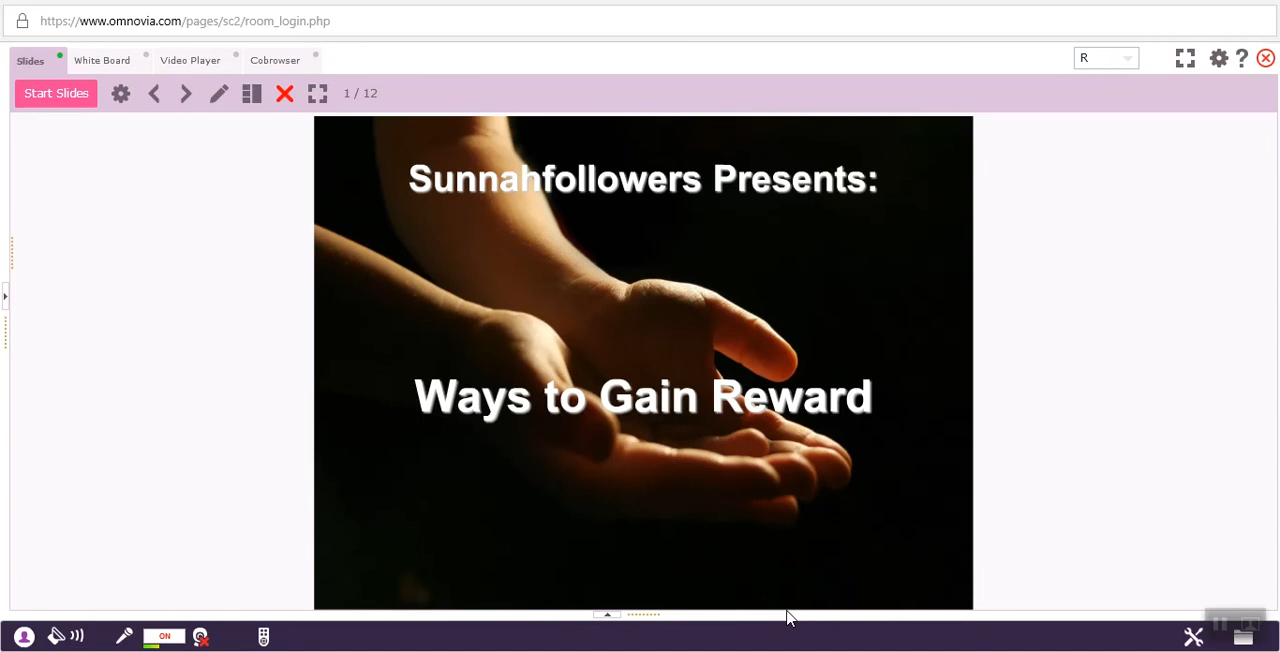 https://www.omnovia.com/pages/sc2/room_login.php
Slides White Board Video Player Cobrowser R ?
Start Slides 1 / 12
Sunnahfollowers Presents:
Ways to Gain Reward
ON